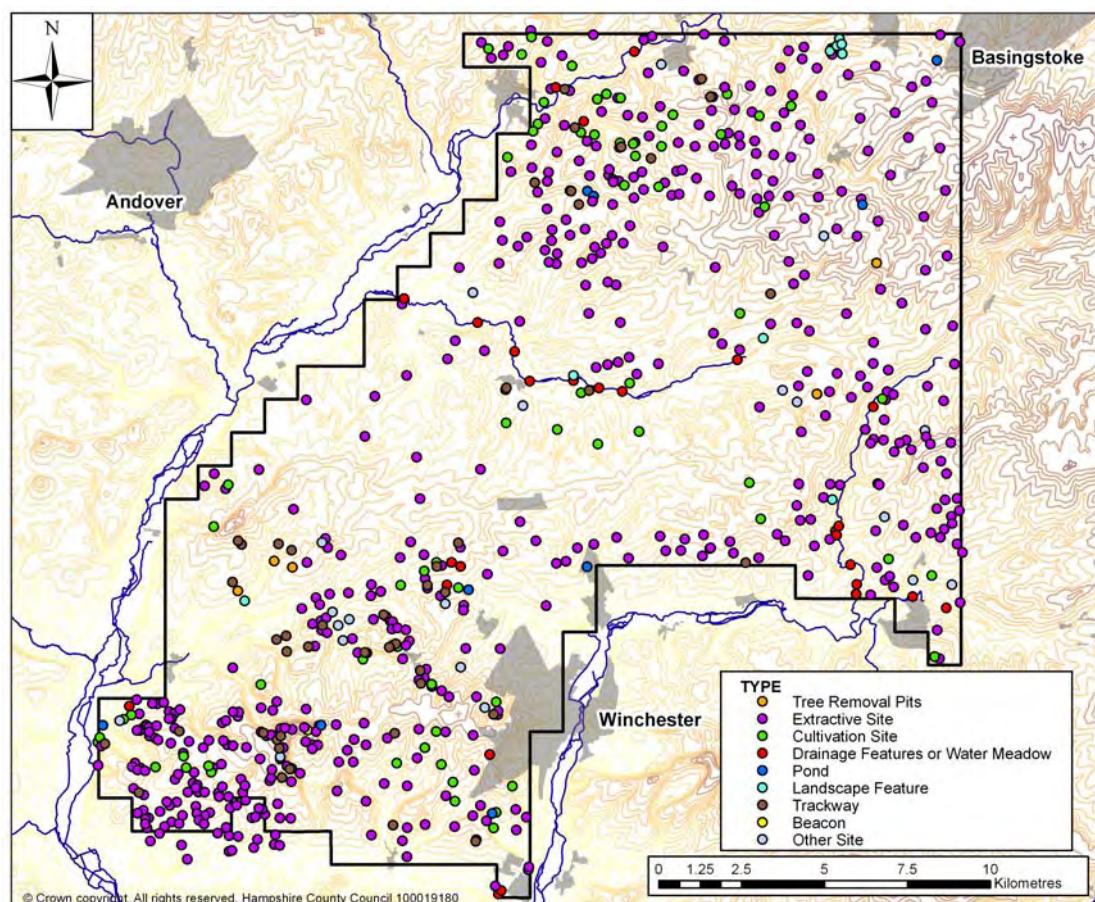 N
Basingstoke
Andover
Winchester
TYPE
Tree Removal Pits
Extractive Site
Cultivation Site
Drainage Features or Water Meadow
Pond
Landscape Feature
Trackway
Beacon
Other Site
0 1.25 2.5 5 7.5 10
Kilometres
© Crown copyright. All rights reserved, Hampshire County Council 100019180